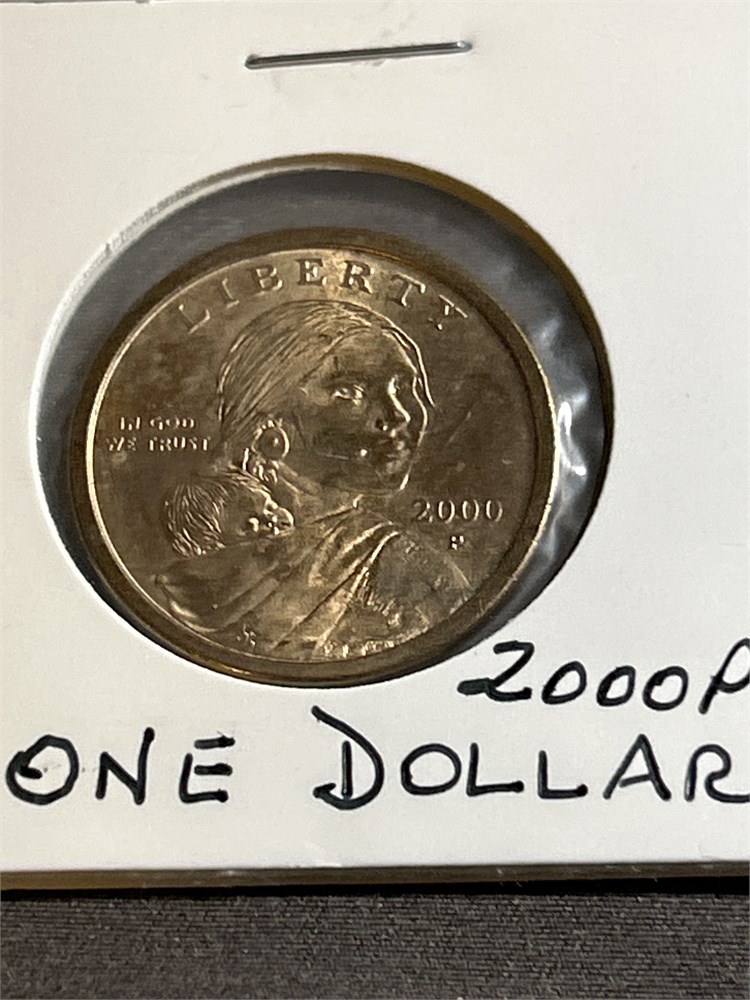 LIBERTY
IN GOD
WE TRUST
2000
P
2000P
ONE DOLLAR